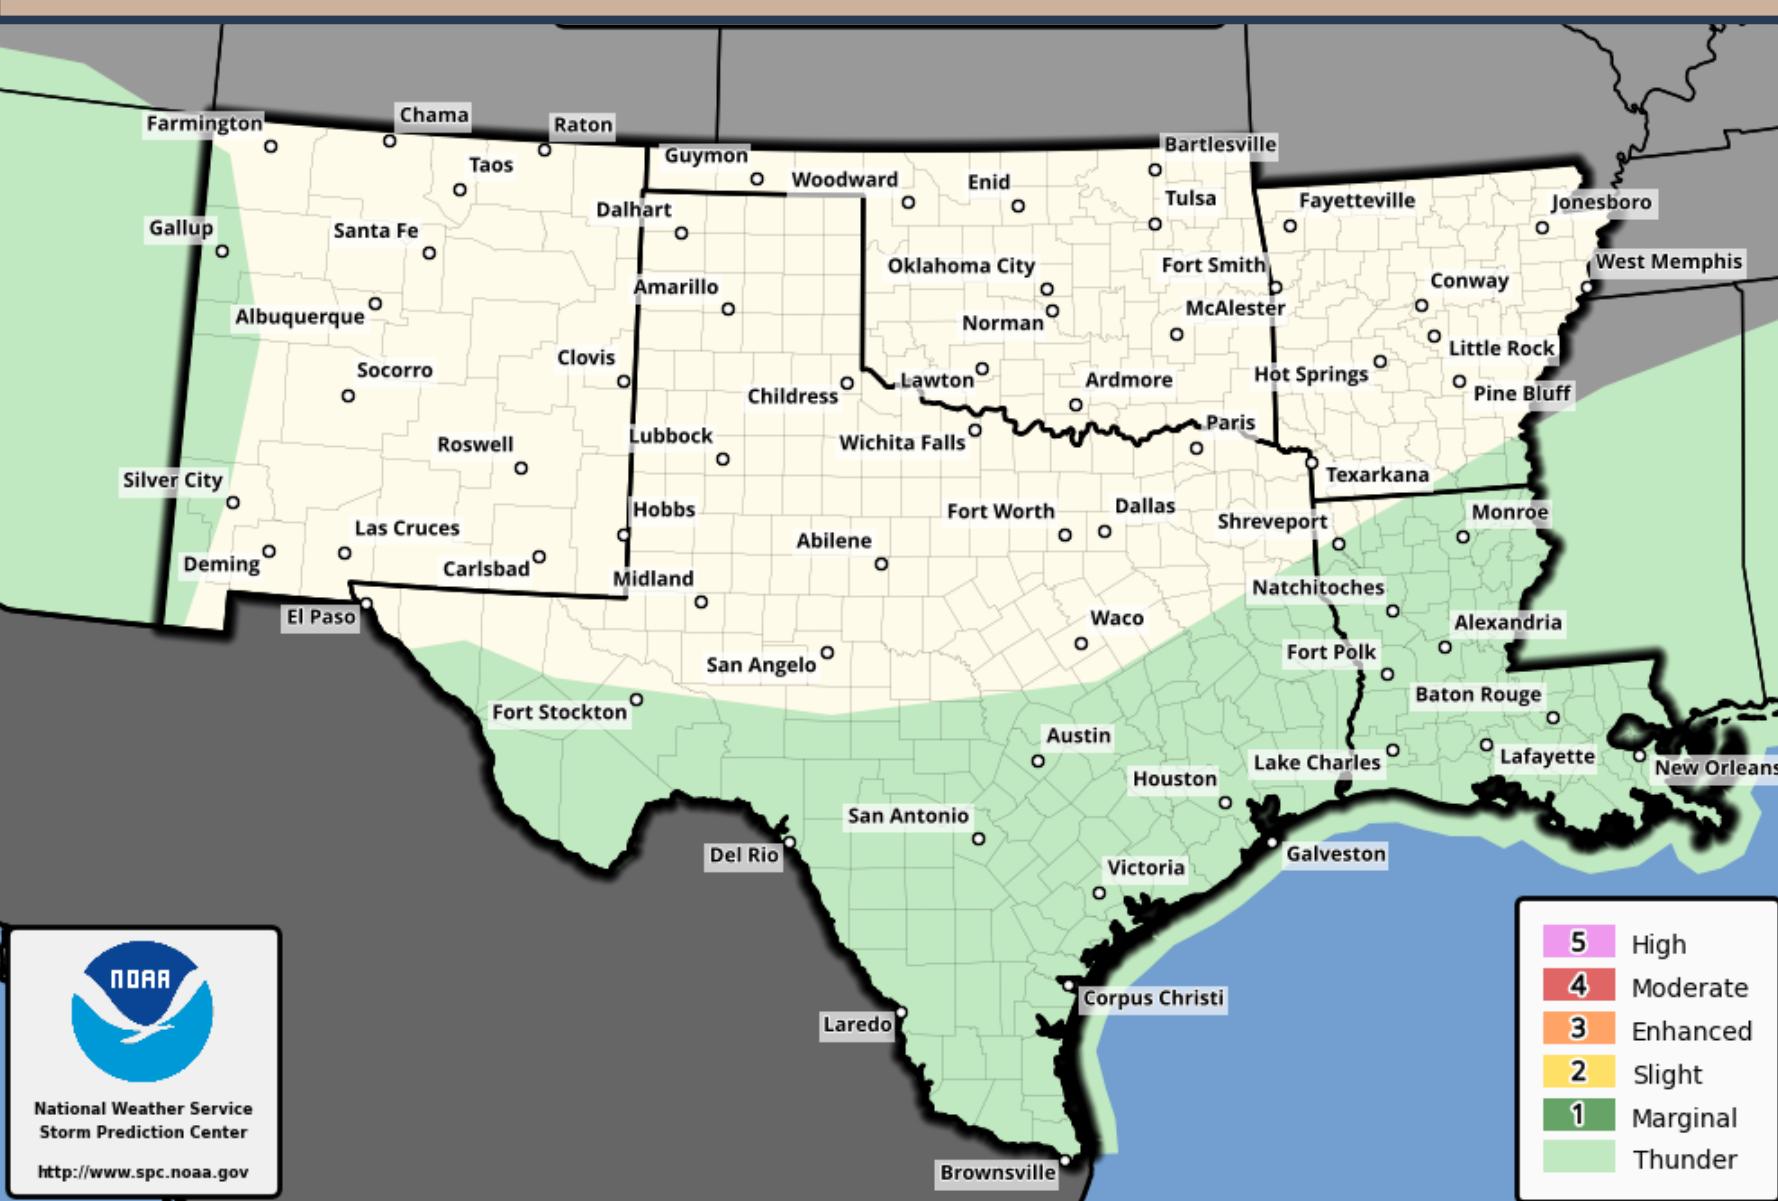 Farmington
Chama
Raton
Taos
Guymon
Woodward
Enid
Bartlesville
Tulsa
Fayetteville
Jonesboro
Gallup
Santa Fe
Dalhart
Oklahoma City
Fort Smith
West Memphis
Albuquerque
Amarillo
Norman
McAlester
Conway
Little Rock
Socorro
Clovis
Childress
Lawton
Ardmore
Hot Springs
Pine Bluff
Roswell
Lubbock
Wichita Falls
Paris
Texarkana
Silver City
Hobbs
Fort Worth
Dallas
Shreveport
Monroe
Las Cruces
Deming
Carlsbad
Midland
Abilene
Natchitoches
El Paso
San Angelo
Waco
Alexandria
Fort Polk
Fort Stockton
Austin
Baton Rouge
Houston
Lake Charles
Lafayette
New Orleans
San Antonio
Del Rio
Galveston
Victoria
Corpus Christi
Laredo
Brownsville
NOAA
National Weather Service
Storm Prediction Center
http://www.spc.noaa.gov
5 High
4 Moderate
3 Enhanced
2 Slight
1 Marginal
Thunder